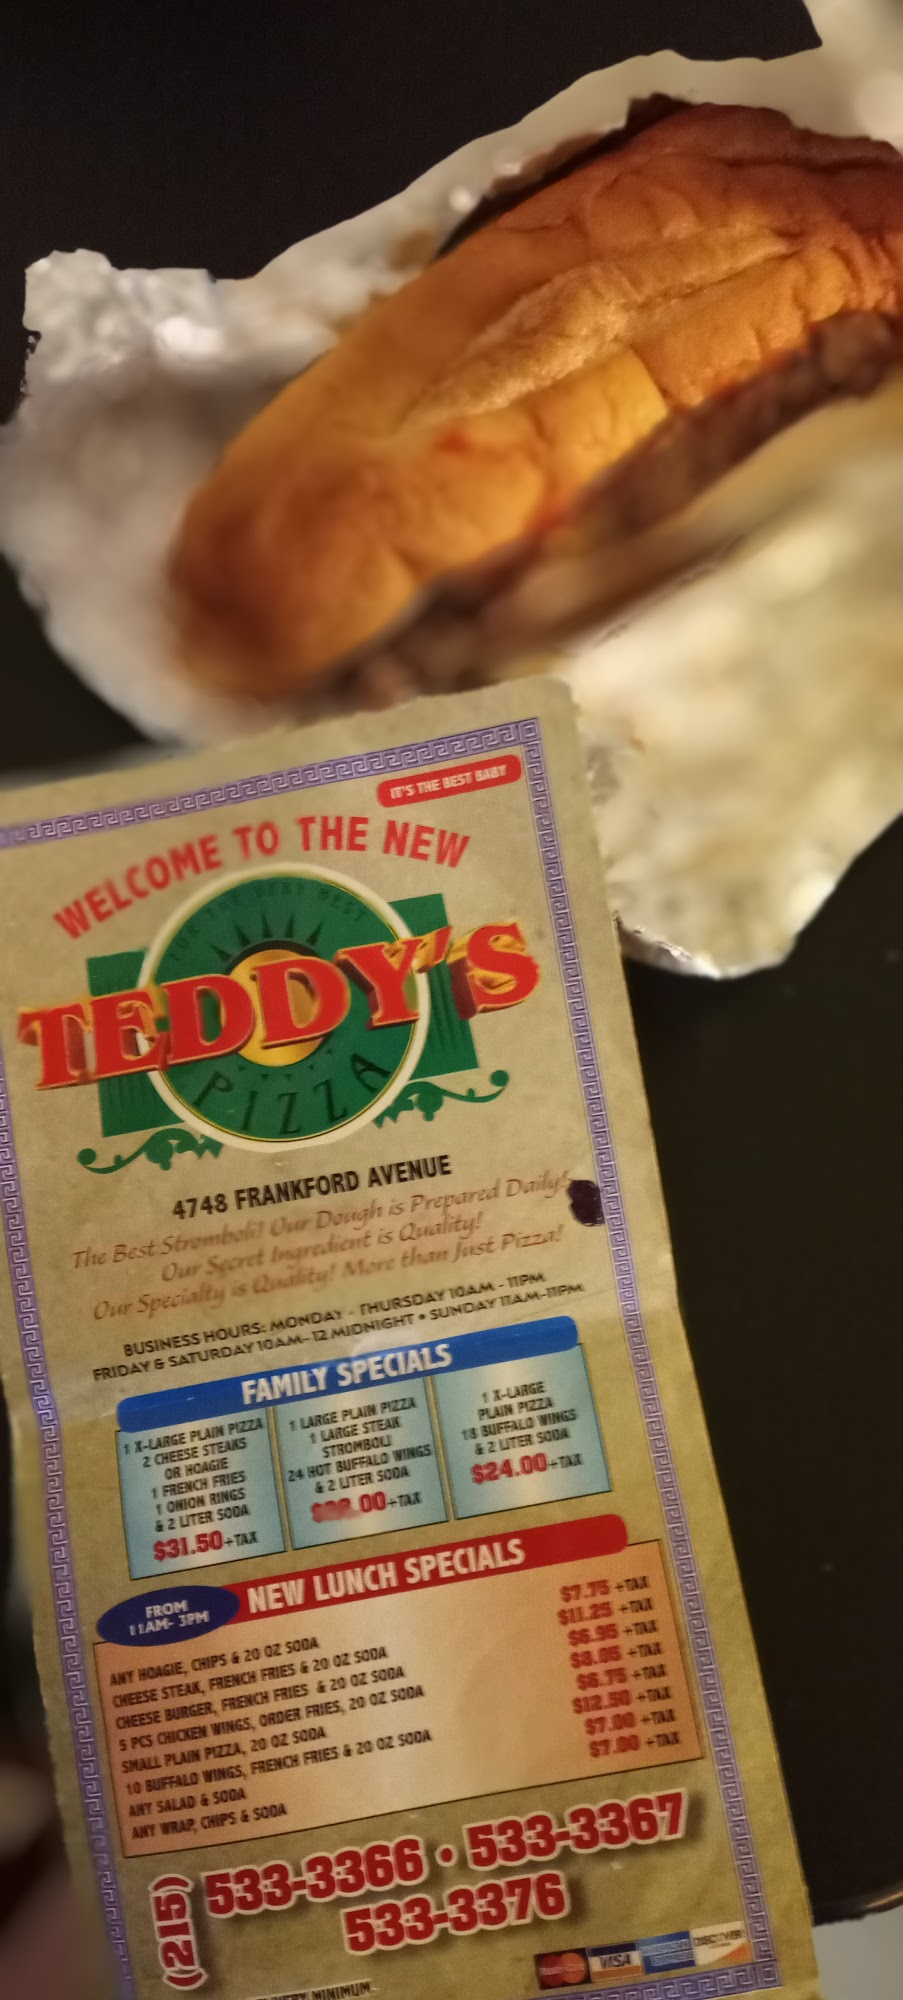 IT'S THE BEST BABY
WELCOME TO THE NEW
FOR THE VERY BEST
TEDDY'S
PIZZA
4748 FRANKFORD AVENUE
The Best Stromboli! Our Dough is Prepared Daily!
Our Secret Ingredient is Quality!
Our Specialty is Quality! More than Just Pizza!
BUSINESS HOURS: MONDAY - THURSDAY 10AM - 11PM
FRIDAY & SATURDAY 10AM- 12 MIDNIGHT • SUNDAY 11AM-11PM
FAMILY SPECIALS
1 X-LARGE PLAIN PIZZA
2 CHEESE STEAKS
OR HOAGIE
1 FRENCH FRIES
1 ONION RINGS
& 2 LITER SODA
$31.50+TAX
1 LARGE PLAIN PIZZA
1 LARGE STEAK
STROMBOLI
24 HOT BUFFALO WINGS
& 2 LITER SODA
.00+TAX
1 X-LARGE
PLAIN PIZZA
18 BUFFALO WINGS
& 2 LITER SODA
$24.00+TAX
NEW LUNCH SPECIALS
FROM
11AM- 3PM
ANY HOAGIE, CHIPS & 20 OZ SODA $7.75 +TAX
CHEESE STEAK, FRENCH FRIES & 20 OZ SODA $11.25 +TAX
CHEESE BURGER, FRENCH FRIES & 20 OZ SODA $6.95 +TAX
5 PCS CHICKEN WINGS, ORDER FRIES, 20 OZ SODA $8.05 +TAX
SMALL PLAIN PIZZA, 20 OZ SODA $6.75 +TAX
10 BUFFALO WINGS, FRENCH FRIES & 20 OZ SODA $12.50 +TAX
ANY SALAD & SODA $7.00 +TAX
ANY WRAP, CHIPS & SODA $7.00 +TAX
(215) 533-3366 • 533-3367
533-3376
MasterCard VISA AMERICAN EXPRESS DISCOVER
MINIMUM